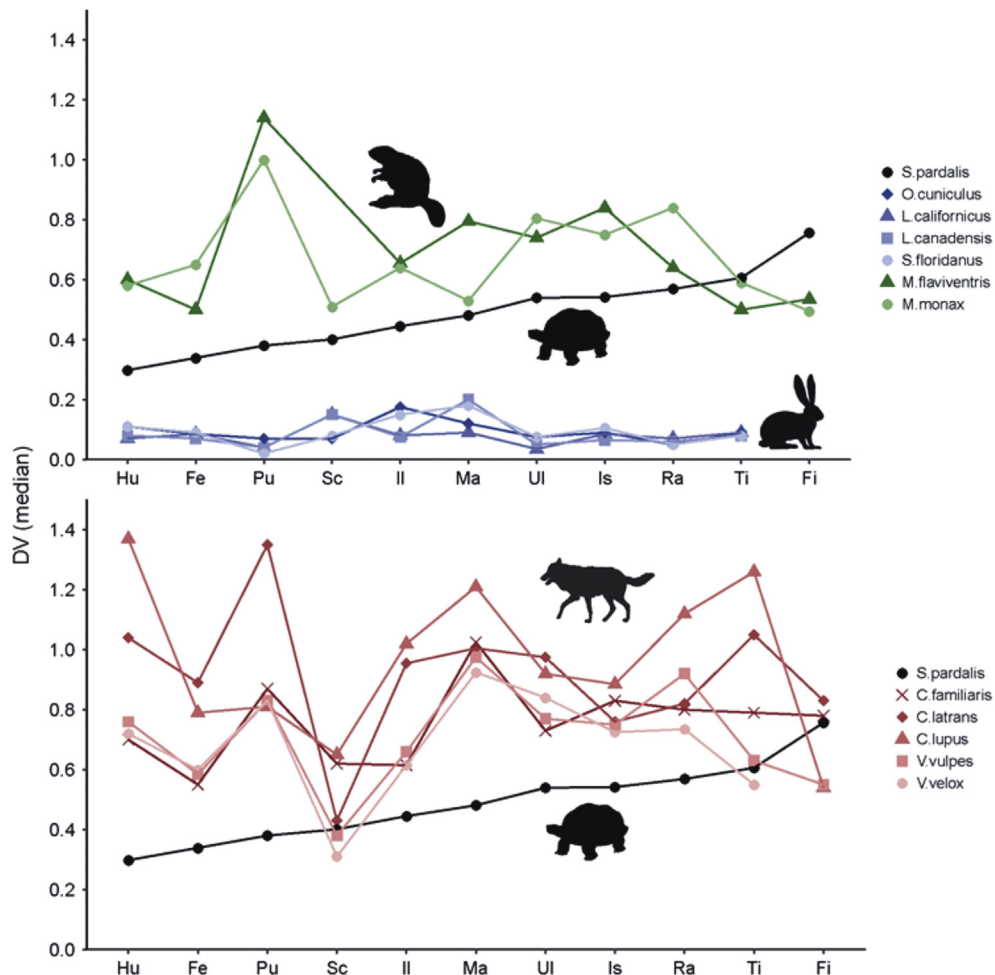 1.4
1.2
1.0
0.8
0.6
0.4
0.2
0.0
Hu Fe Pu Sc Il Ma Ul Is Ra Ti Fi
S.pardalis
O.cuniculus
L.californicus
L.canadensis
S.floridanus
M.flaviventris
M.monax
DV (median)
1.4
1.2
1.0
0.8
0.6
0.4
0.2
0.0
Hu Fe Pu Sc Il Ma Ul Is Ra Ti Fi
S.pardalis
C.familiaris
C.latrans
C.lupus
V.vulpes
V.velox